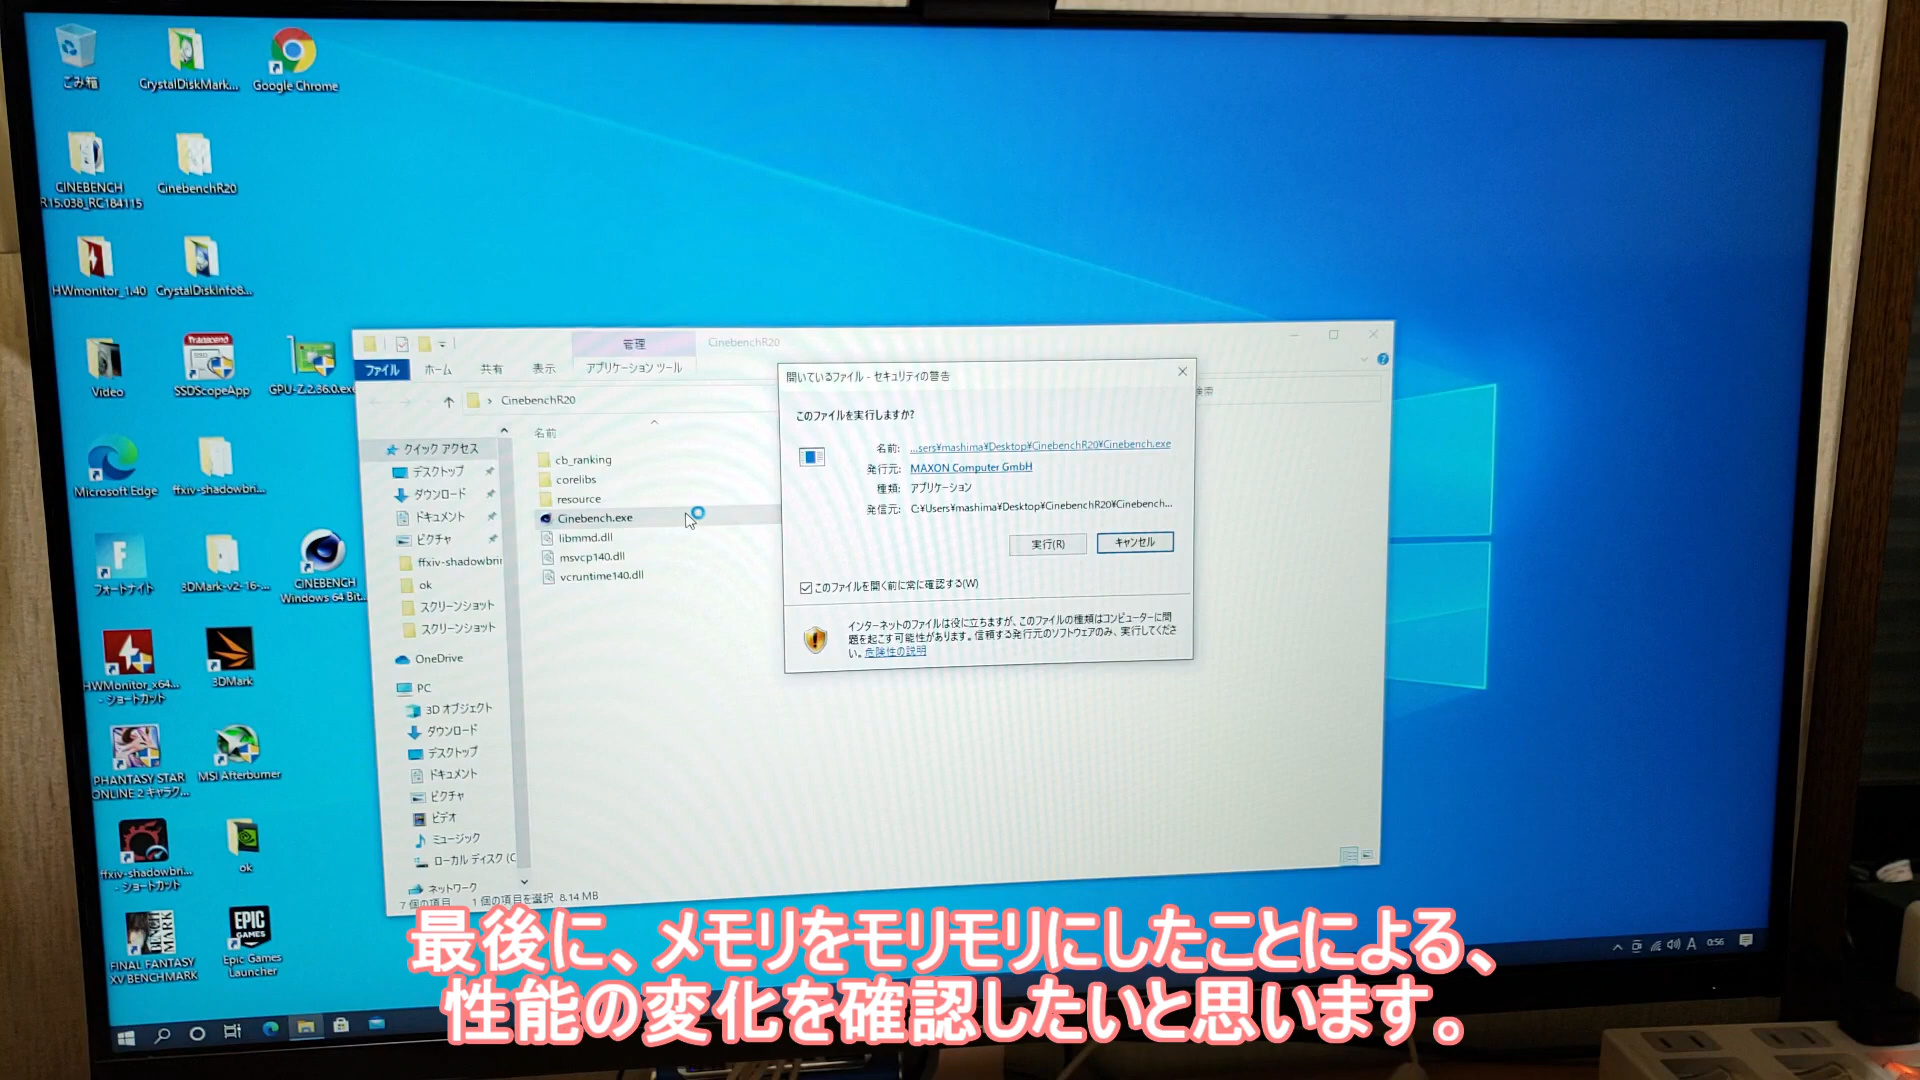 ごみ箱
CrystalDiskMark...
Google Chrome
CINEBENCH
R15.038_RC184115
CinebenchR20
HWmonitor_1.40
CrystalDiskInfo8...
Video
SSDScopeApp
GPU-Z.2.36.0.exe
Microsoft Edge
ffxiv-shadowbri...
フォートナイト
3DMark-v2-16-...
CINEBENCH
Windows 64 Bit...
HWMonitor_x64...
- ショートカット
3DMark
PHANTASY STAR
ONLINE 2 キャラク...
MSI Afterburner
ffxiv-shadowbri...
- ショートカット
ok
FINAL FANTASY
XV BENCHMARK
EPIC
GAMES
Epic Games
Launcher
管理
CinebenchR20
ファイル
ホーム
共有
表示
アプリケーション ツール
CinebenchR20
検索
クイック アクセス
デスクトップ
ダウンロード
ドキュメント
ピクチャ
ffxiv-shadowbri
ok
スクリーンショット
スクリーンショット
OneDrive
PC
3D オブジェクト
ダウンロード
デスクトップ
ドキュメント
ピクチャ
ビデオ
ミュージック
ローカル ディスク (C
ネットワーク
名前
cb_ranking
corelibs
resource
Cinebench.exe
libmmd.dll
msvcp140.dll
vcruntime140.dll
7 個の項目
1 個の項目を選択 8.14 MB
開いているファイル - セキュリティの警告
このファイルを実行しますか?
名前: ...sers¥mashima¥Desktop¥CinebenchR20¥Cinebench.exe
発行元: MAXON Computer GmbH
種類: アプリケーション
発信元: C:¥Users¥mashima¥Desktop¥CinebenchR20¥Cinebench...
実行(R)
キャンセル
このファイルを開く前に常に確認する(W)
インターネットのファイルは役に立ちますが、このファイルの種類はコンピューターに問
題を起こす可能性があります。信頼する発行元のソフトウェアのみ、実行してくださ
い。危険性の説明
A
0:56
最後に、メモリをモリモリにしたことによる、
性能の変化を確認したいと思います。